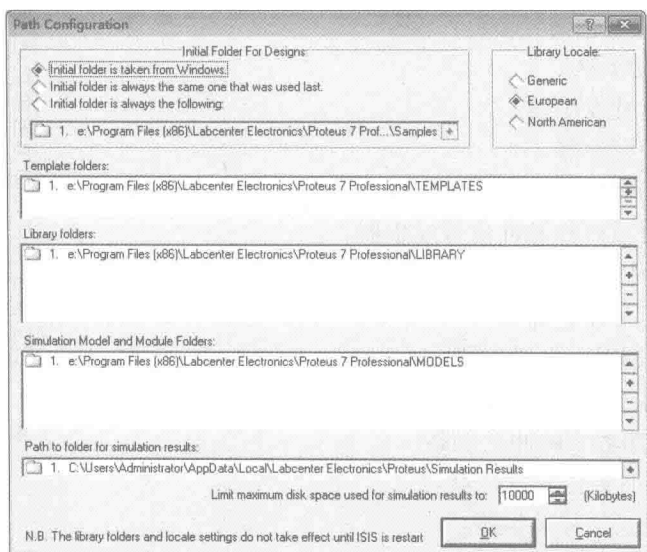 Path Configuration
Initial Folder For Designs:
Initial folder is taken from Windows.
Initial folder is always the same one that was used last.
Initial folder is always the following:
1. e:\Program Files (x86)\Labcenter Electronics\Proteus 7 Prof...\Samples
Library Locale:
Generic
European
North American
Template folders:
1. e:\Program Files (x86)\Labcenter Electronics\Proteus 7 Professional\TEMPLATES
Library folders:
1. e:\Program Files (x86)\Labcenter Electronics\Proteus 7 Professional\LIBRARY
Simulation Model and Module Folders:
1. e:\Program Files (x86)\Labcenter Electronics\Proteus 7 Professional\MODELS
Path to folder for simulation results:
1. C:\Users\Administrator\AppData\Local\Labcenter Electronics\Proteus\Simulation Results
Limit maximum disk space used for simulation results to: 10000 (Kilobytes)
N.B. The library folders and locale settings do not take effect until ISIS is restart
OK
Cancel